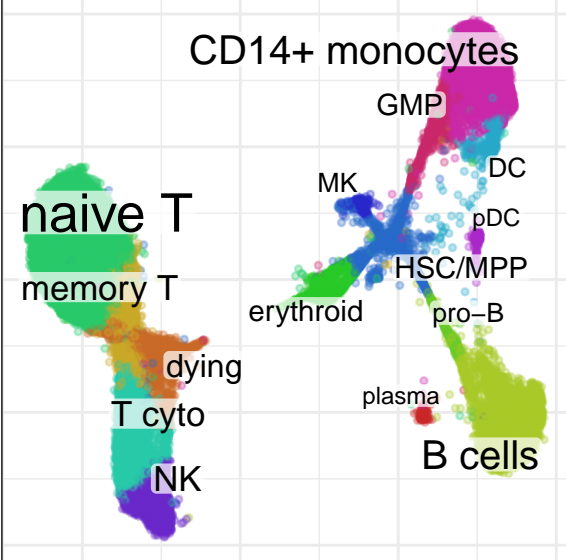 CD14+ monocytes
GMP
DC
MK
pDC
naive T
HSC/MPP
memory T
erythroid
pro−B
dying
plasma
T cyto
B cells
NK